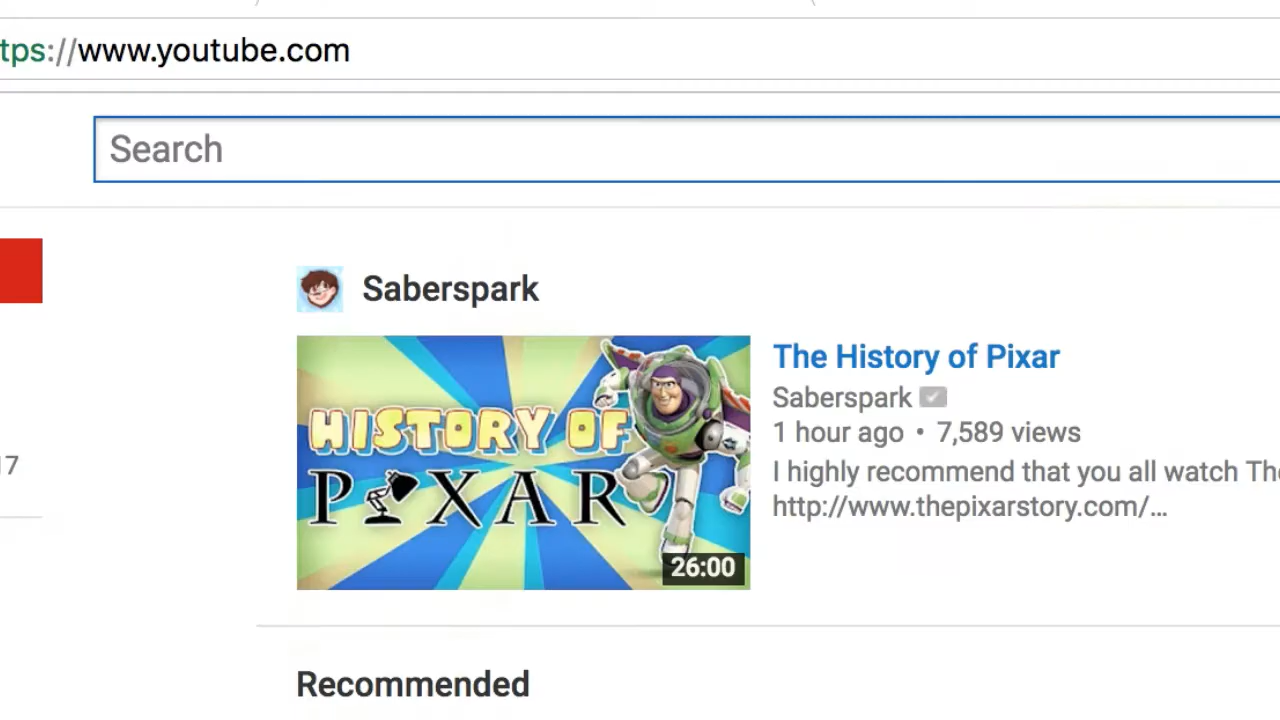 tps://www.youtube.com
Search
Saberspark
HISTORY OF
PIXAR
26:00
The History of Pixar
Saberspark
1 hour ago • 7,589 views
I highly recommend that you all watch The
http://www.thepixarstory.com/...
17
Recommended